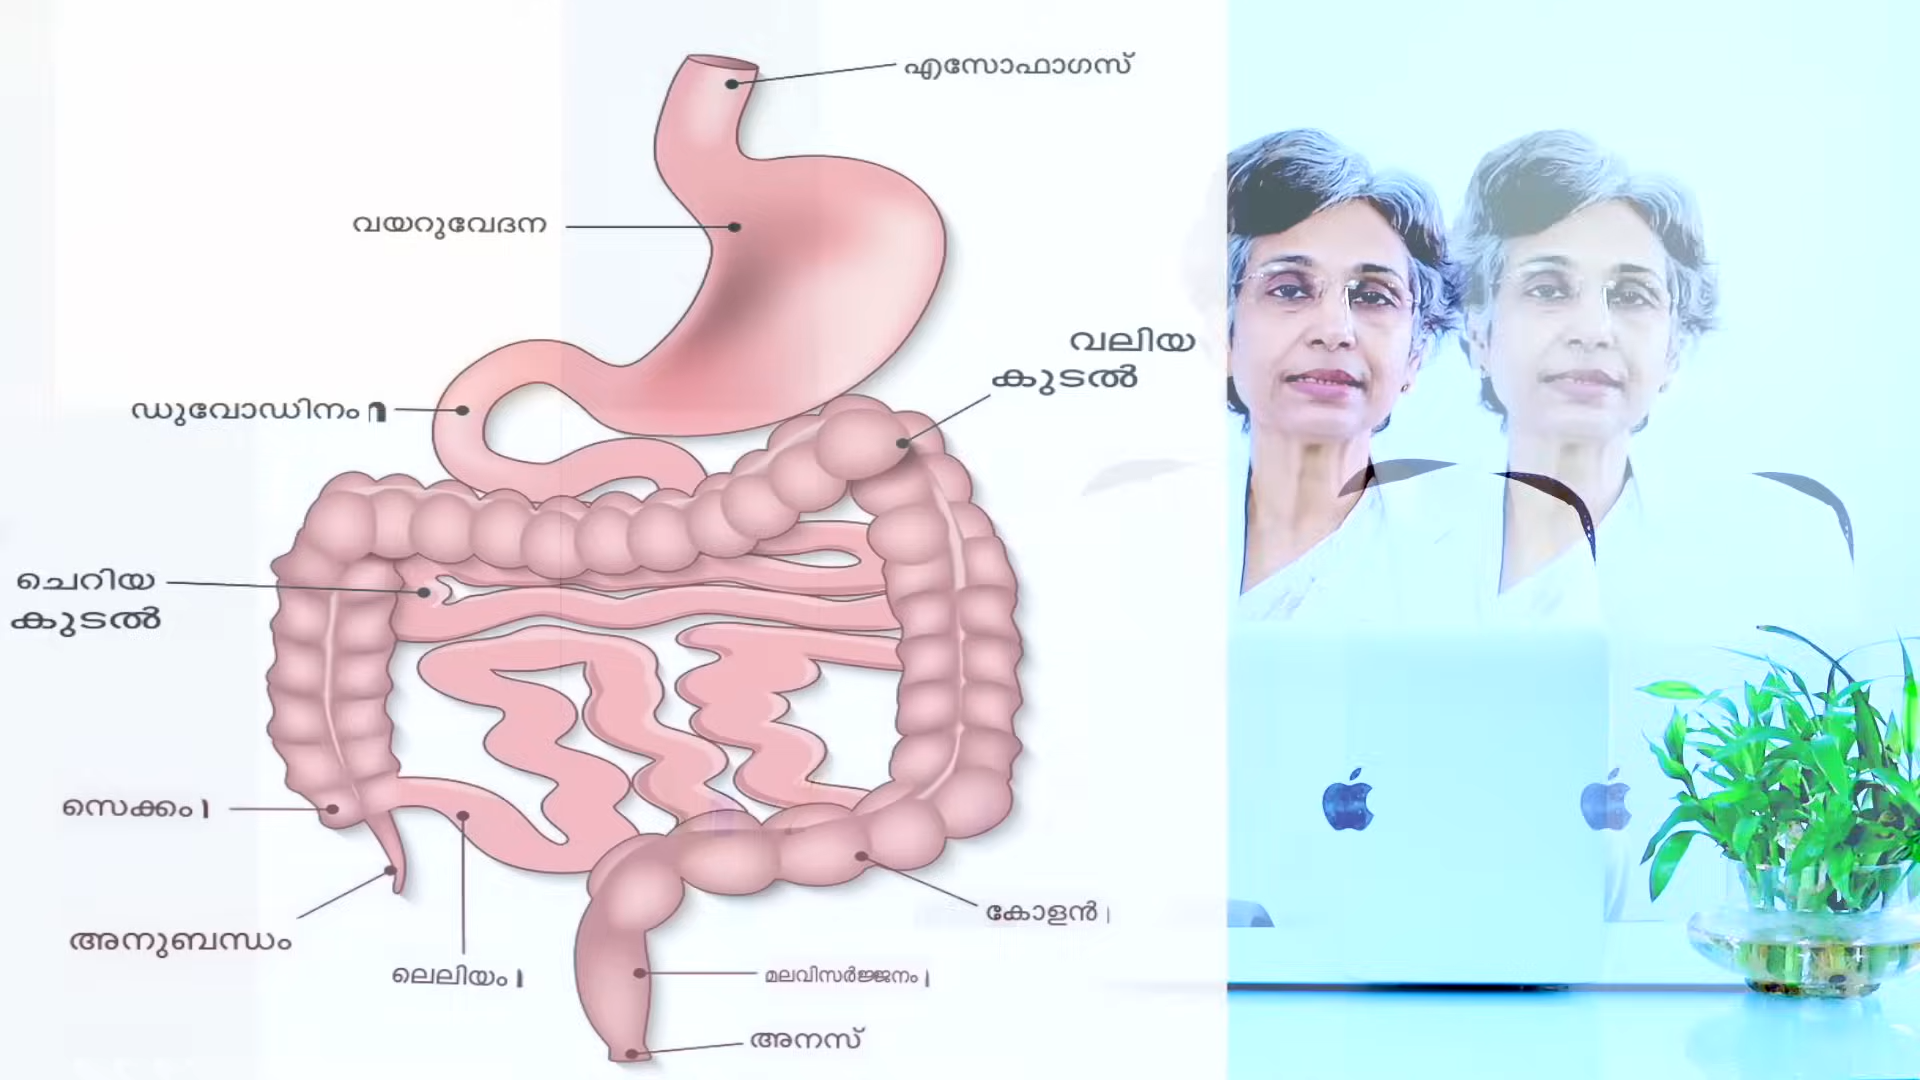 എസോഫാഗസ്
വയറുവേദന
വലിയ
കുടൽ
ഡുവോഡിനം
ചെറിയ
കുടൽ
സെക്കം
കോളൻ
അനുബന്ധം
ലെലിയം
മലവിസർജ്ജനം
അനസ്